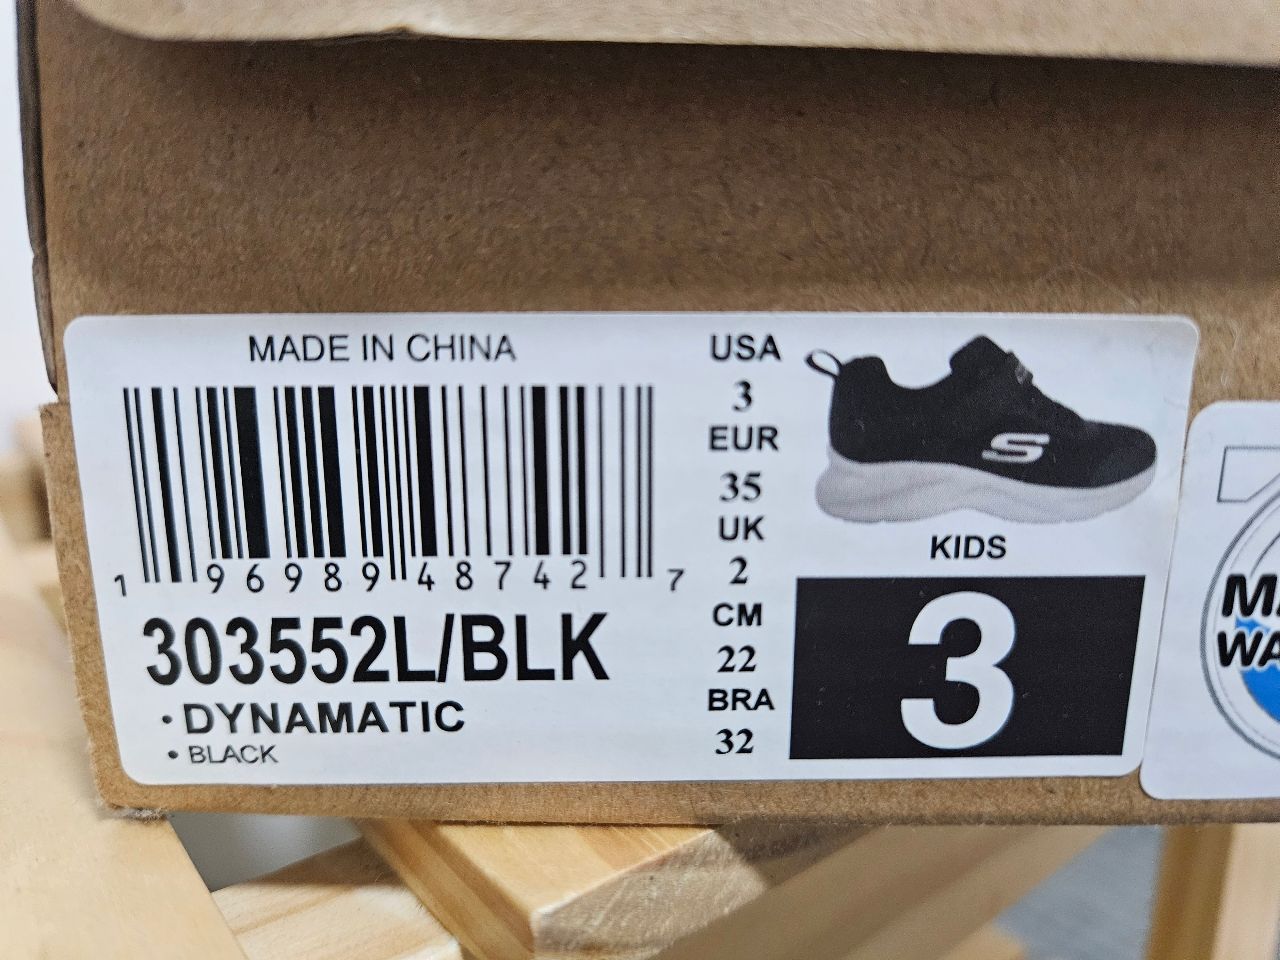 MADE IN CHINA
1 96989 48742 7
303552L/BLK
• DYNAMATIC
• BLACK
USA
3
EUR
35
UK
2
CM
22
BRA
32
S
KIDS
3